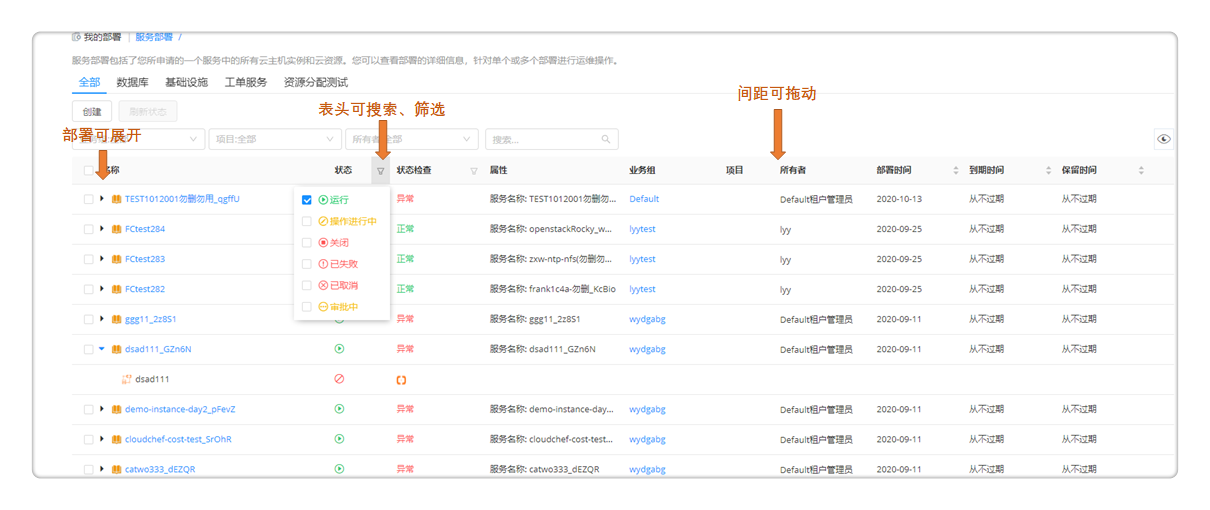 我的部署 服务部署 /
服务部署包括了您所申请的一个服务中的所有云主机实例和云资源。您可以查看部署的详细信息，针对单个或多个部署进行运维操作。
全部 数据库 基础设施 工单服务 资源分配测试
间距可拖动
表头可搜索、筛选
创建 刷新状态
部署可展开
项目:全部 所有者 全部 搜索...
名称 状态 状态检查 属性 业务组 项目 所有者 部署时间 到期时间 保留时间
TEST1012001勿删勿用_qgffU 异常 服务名称: TEST1012001勿删勿... Default Default租户管理员 2020-10-13 从不过期 从不过期
运行
操作进行中
关闭
已失败
已取消
审批中
FCtest284 正常 服务名称: openstackRocky_w... lyytest lyy 2020-09-25 从不过期 从不过期
FCtest283 正常 服务名称: zxw-ntp-nfs(勿删勿... lyytest lyy 2020-09-25 从不过期 从不过期
FCtest282 正常 服务名称: frank1c4a-勿删_KcBio lyytest lyy 2020-09-25 从不过期 从不过期
ggg11_2z8S1 异常 服务名称: ggg11_2z8S1 wydgabg Default租户管理员 2020-09-11 从不过期 从不过期
dsad111_GZn6N 异常 服务名称: dsad111_GZn6N wydgabg Default租户管理员 2020-09-11 从不过期 从不过期
dsad111
demo-instance-day2_pFevZ 异常 服务名称: demo-instance-day... wydgabg Default租户管理员 2020-09-11 从不过期 从不过期
cloudchef-cost-test_SrOhR 异常 服务名称: cloudchef-cost-test... wydgabg Default租户管理员 2020-09-11 从不过期 从不过期
catwo333_dEZQR 异常 服务名称: catwo333_dEZQR wydgabg Default租户管理员 2020-09-11 从不过期 从不过期